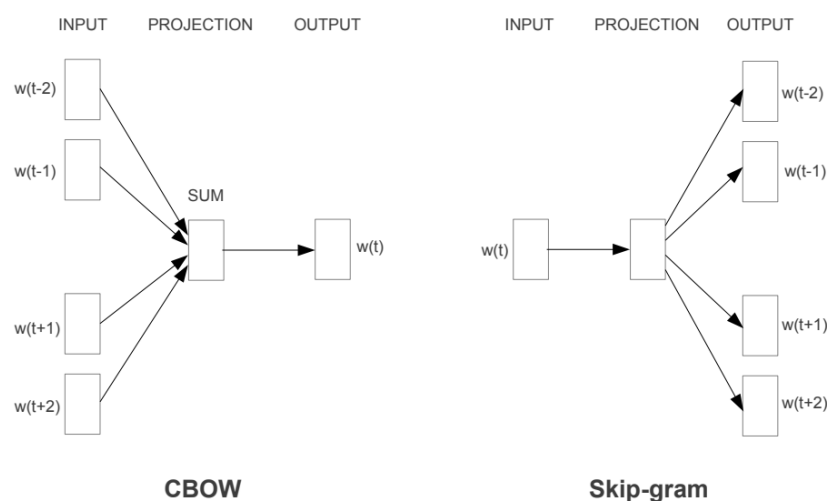 INPUT PROJECTION OUTPUT
w(t-2)
w(t-1)
SUM
w(t)
w(t+1)
w(t+2)
CBOW
INPUT PROJECTION OUTPUT
w(t-2)
w(t-1)
w(t)
w(t+1)
w(t+2)
Skip-gram